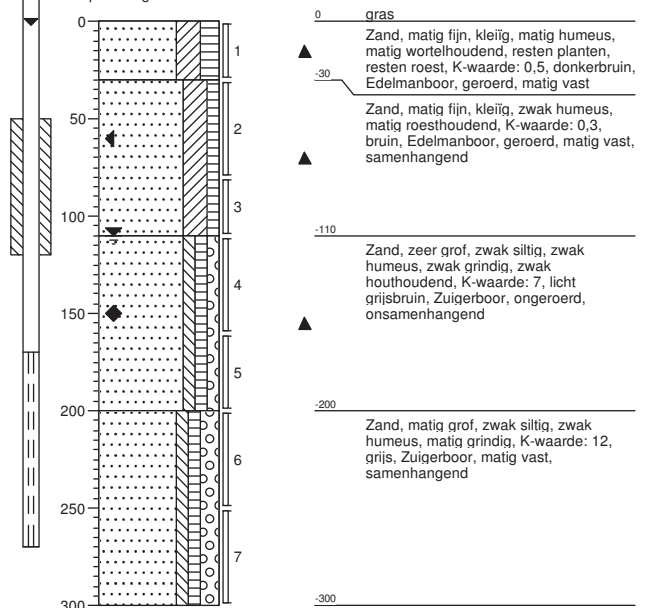 0
50
100
150
200
250
300
1
2
3
4
5
6
7
0 gras
Zand, matig fijn, kleiïg, matig humeus,
matig wortelhoudend, resten planten,
resten roest, K-waarde: 0,5, donkerbruin,
Edelmanboor, geroerd, matig vast
-30
Zand, matig fijn, kleiïg, zwak humeus,
matig roesthoudend, K-waarde: 0,3,
bruin, Edelmanboor, geroerd, matig vast,
samenhangend
-110
Zand, zeer grof, zwak siltig, zwak
humeus, zwak grindig, zwak
houthoudend, K-waarde: 7, licht
grijsbruin, Zuigerboor, ongeroerd,
onsamenhangend
-200
Zand, matig grof, zwak siltig, zwak
humeus, matig grindig, K-waarde: 12,
grijs, Zuigerboor, matig vast,
samenhangend
-300